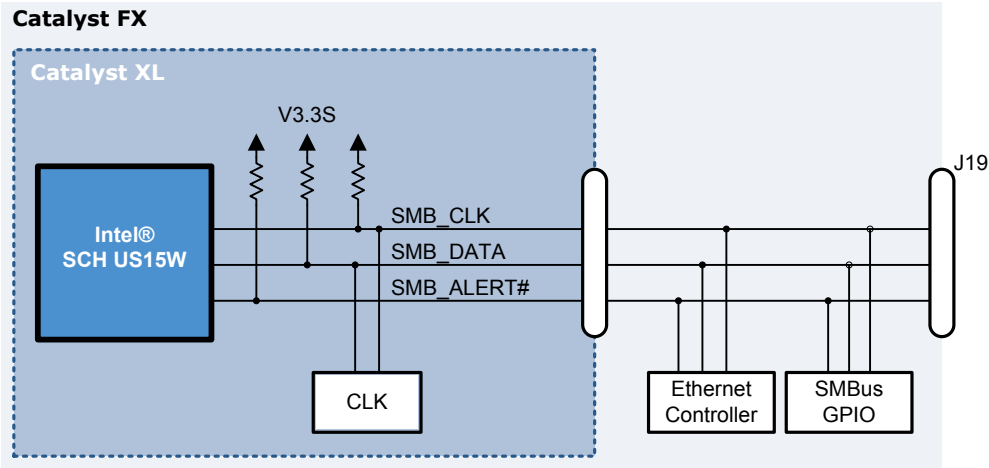 Catalyst FX
Catalyst XL
V3.3S
J19
SMB_CLK
Intel®
SCH US15W
SMB_DATA
SMB_ALERT#
CLK
Ethernet
Controller
SMBus
GPIO